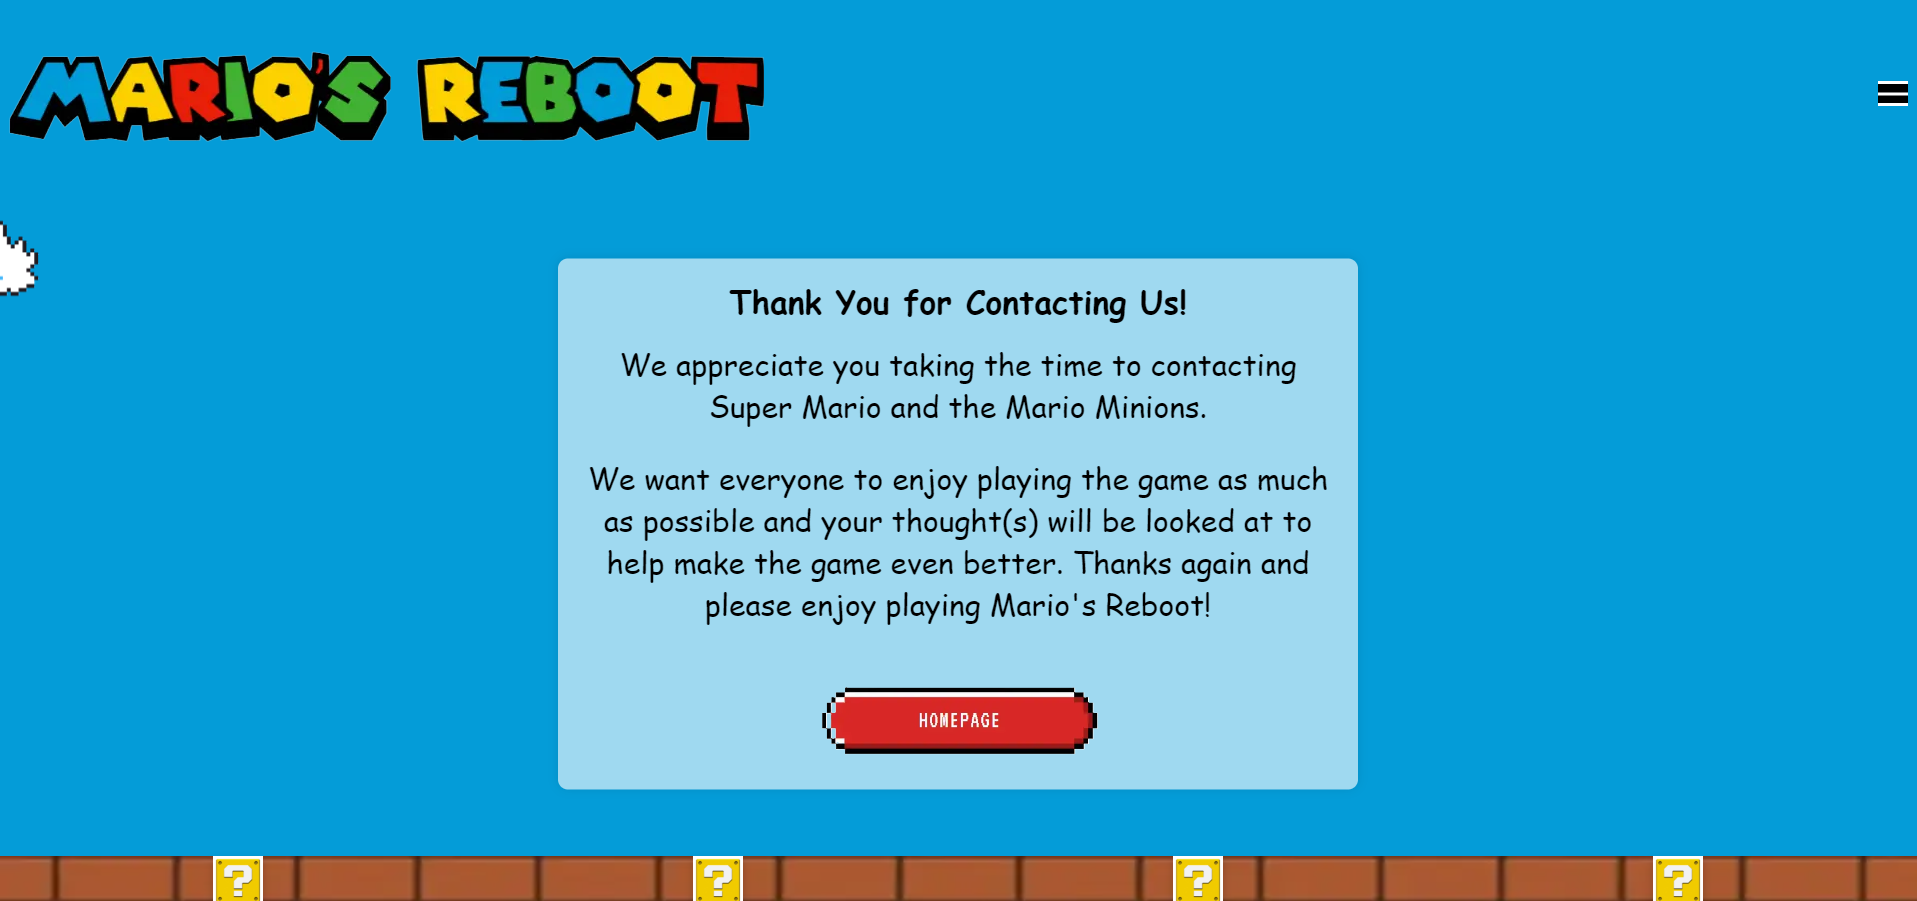 MARIO'S REBOOT
Thank You for Contacting Us!
We appreciate you taking the time to contacting
Super Mario and the Mario Minions.
We want everyone to enjoy playing the game as much
as possible and your thought(s) will be looked at to
help make the game even better. Thanks again and
please enjoy playing Mario's Reboot!
HOMEPAGE
? ? ? ?